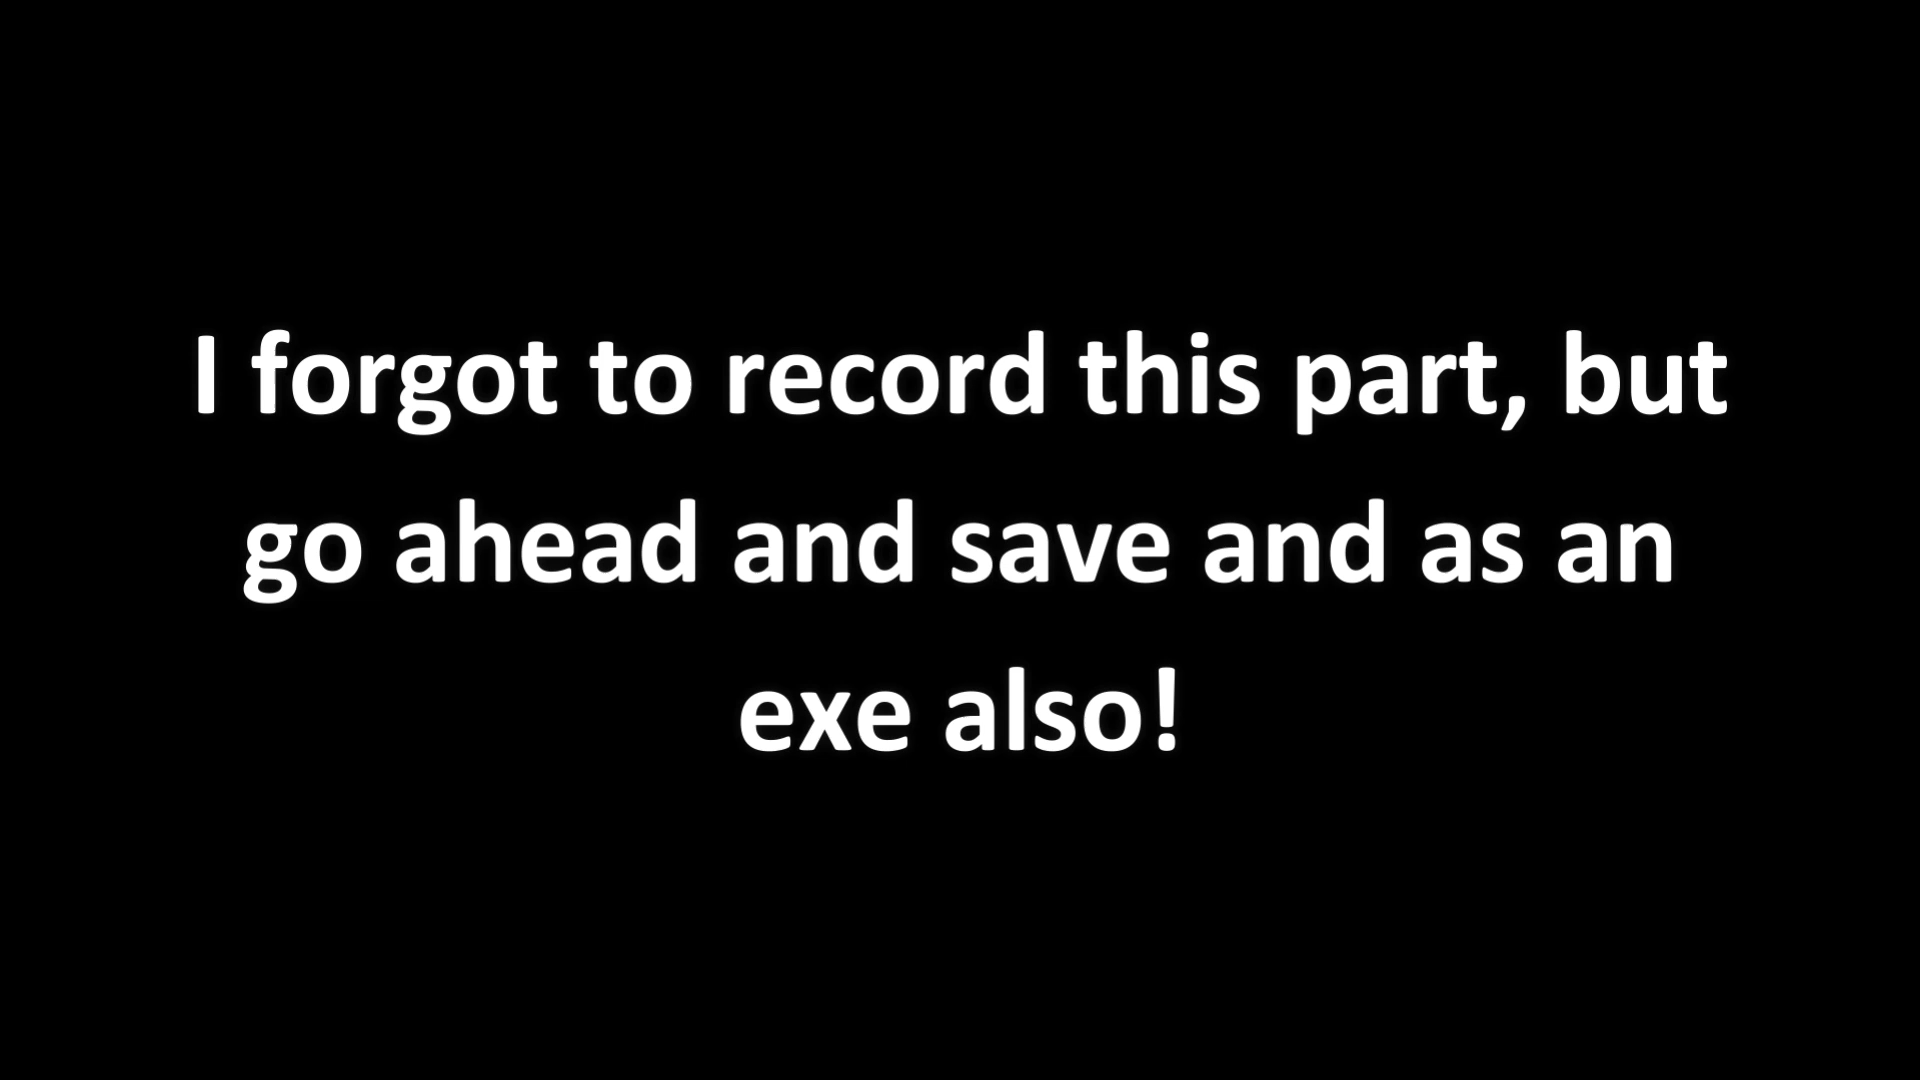 I forgot to record this part, but
go ahead and save and as an
exe also!